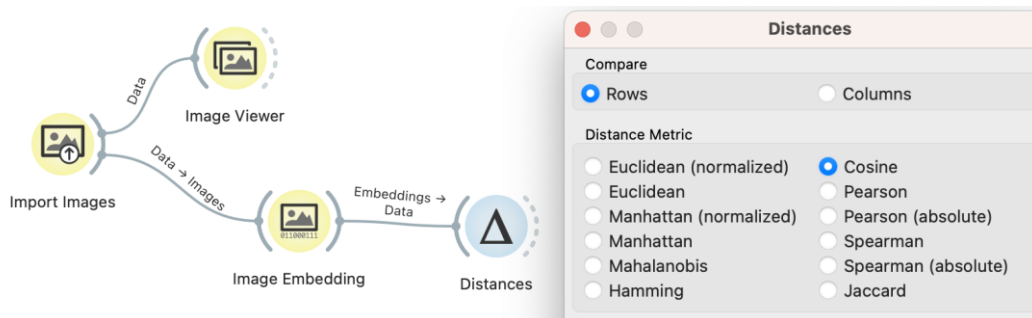 Data
Image Viewer
Import Images
Data → Images
011000111
Image Embedding
Embeddings →
Data
Δ
Distances
Distances
Compare
Rows
Columns
Distance Metric
Euclidean (normalized)
Cosine
Euclidean
Pearson
Manhattan (normalized)
Pearson (absolute)
Manhattan
Spearman
Mahalanobis
Spearman (absolute)
Hamming
Jaccard